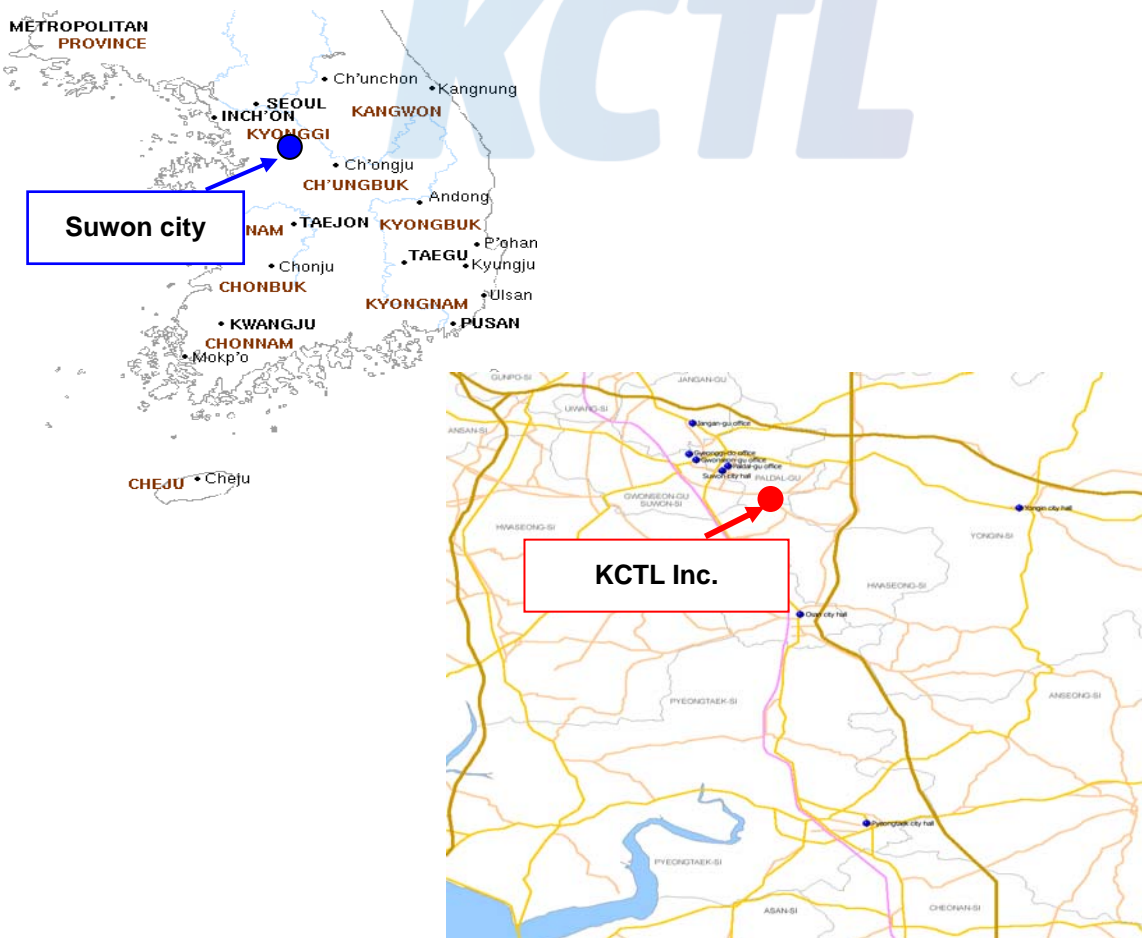 KCTL
METROPOLITAN
PROVINCE
Ch'unchon
Kangnung
SEOUL
KANGWON
INCH'ON
KYONGGI
Ch'ongju
CH'UNGBUK
Andong
Suwon city
NAM
TAEJON
KYONGBUK
P'ohan
TAEGU
Kyungju
Chonju
CHONBUK
Ulsan
KYONGNAM
KWANGJU
PUSAN
CHONNAM
Mokp'o
CHEJU
Cheju
GUNPO-SI
JANGAN-GU
UIWANG-SI
Jangan-gu office
ANSAN-SI
Gyeonggi-do office
Gwonseon-gu office
Paldal-gu office
Suwon city hall
PALDAL-GU
GWONSEON-GU
SUWON-SI
Yongin city hall
HWASEONG-SI
YONGIN-SI
KCTL Inc.
HWASEONG-SI
Osan city hall
PYEONGTAEK-SI
ANSEONG-SI
Pyeongtaek city hall
PYEONGTAEK-SI
ASAN-SI
CHEONAN-SI